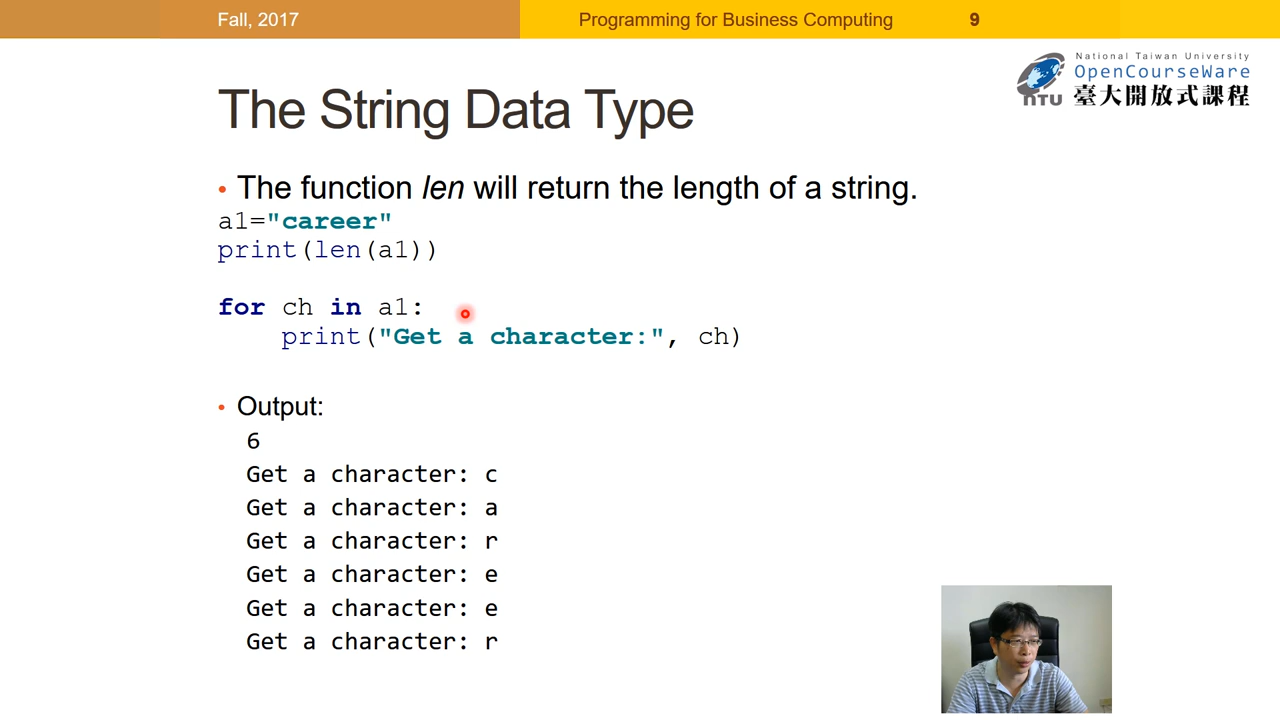 Fall, 2017
Programming for Business Computing
9
National Taiwan University
OpenCourseWare
NTU
臺大開放式課程
The String Data Type
• The function len will return the length of a string.
a1="career"
print(len(a1))
for ch in a1:
    print("Get a character:", ch)
• Output:
6
Get a character: c
Get a character: a
Get a character: r
Get a character: e
Get a character: e
Get a character: r